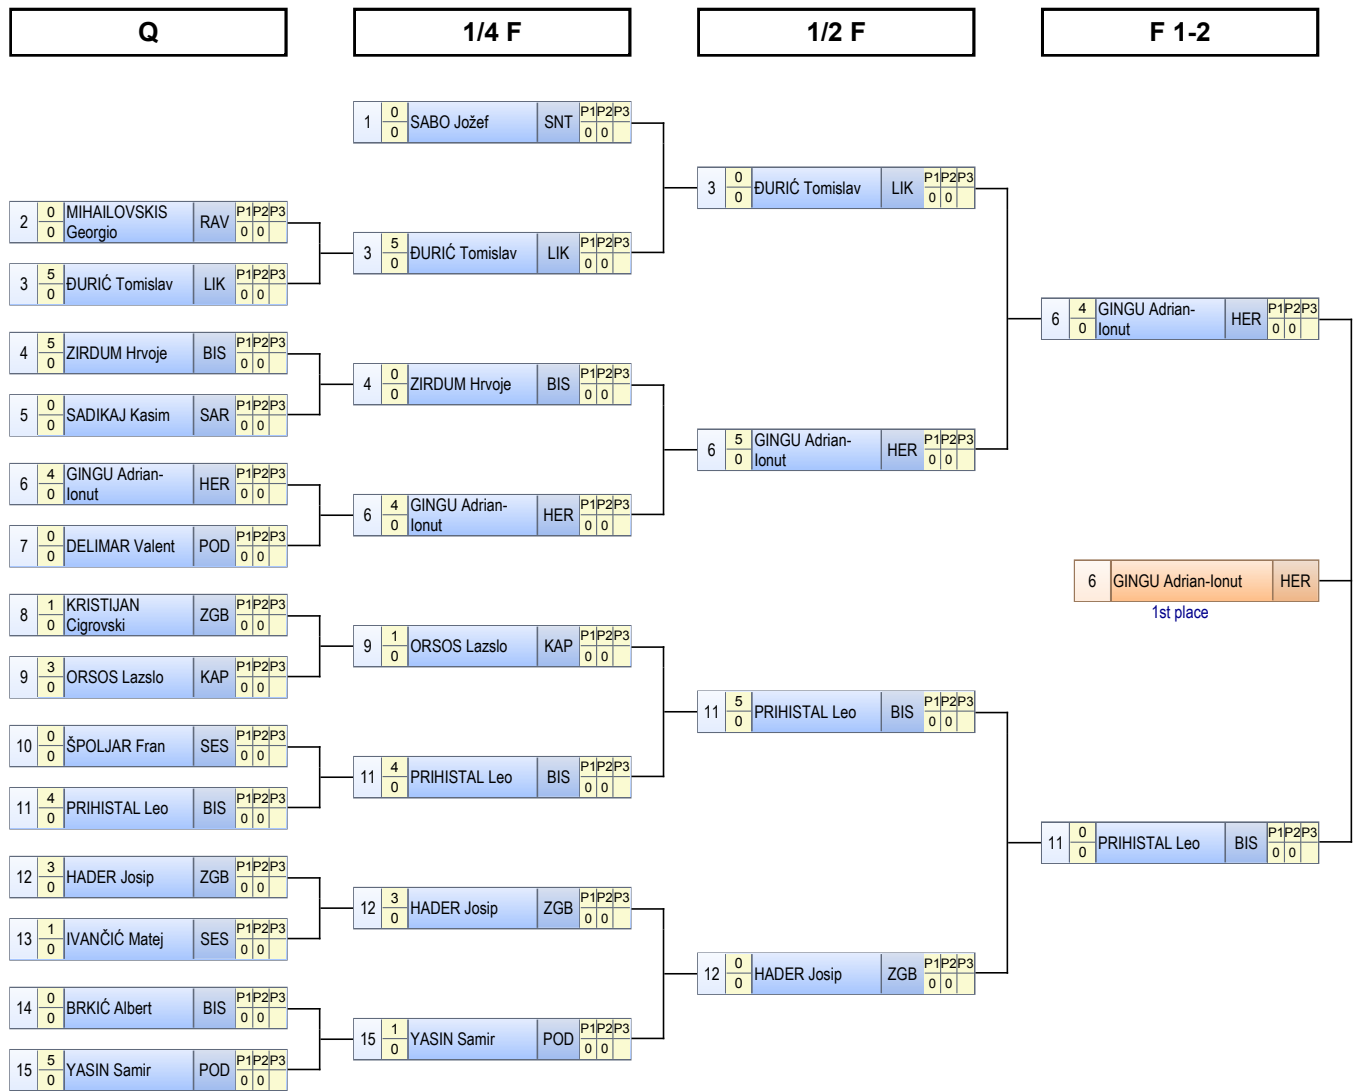 Q
1/4 F
1/2 F
F 1-2
1 0 0 SABO Jožef SNT P1 P2 P3 0 0
3 0 0 ĐURIĆ Tomislav LIK P1 P2 P3 0 0
2 0 0 MIHAILOVSKIS Georgio RAV P1 P2 P3 0 0
3 5 0 ĐURIĆ Tomislav LIK P1 P2 P3 0 0
3 5 0 ĐURIĆ Tomislav LIK P1 P2 P3 0 0
6 4 0 GINGU Adrian-Ionut HER P1 P2 P3 0 0
4 5 0 ZIRDUM Hrvoje BIS P1 P2 P3 0 0
4 0 0 ZIRDUM Hrvoje BIS P1 P2 P3 0 0
5 0 0 SADIKAJ Kasim SAR P1 P2 P3 0 0
6 5 0 GINGU Adrian-Ionut HER P1 P2 P3 0 0
6 4 0 GINGU Adrian-Ionut HER P1 P2 P3 0 0
6 4 0 GINGU Adrian-Ionut HER P1 P2 P3 0 0
7 0 0 DELIMAR Valent POD P1 P2 P3 0 0
6 GINGU Adrian-Ionut HER
1st place
8 1 0 KRISTIJAN Cigrovski ZGB P1 P2 P3 0 0
9 1 0 ORSOS Lazslo KAP P1 P2 P3 0 0
9 3 0 ORSOS Lazslo KAP P1 P2 P3 0 0
11 5 0 PRIHISTAL Leo BIS P1 P2 P3 0 0
10 0 0 ŠPOLJAR Fran SES P1 P2 P3 0 0
11 4 0 PRIHISTAL Leo BIS P1 P2 P3 0 0
11 4 0 PRIHISTAL Leo BIS P1 P2 P3 0 0
11 0 0 PRIHISTAL Leo BIS P1 P2 P3 0 0
12 3 0 HADER Josip ZGB P1 P2 P3 0 0
12 3 0 HADER Josip ZGB P1 P2 P3 0 0
13 1 0 IVANČIĆ Matej SES P1 P2 P3 0 0
12 0 0 HADER Josip ZGB P1 P2 P3 0 0
14 0 0 BRKIĆ Albert BIS P1 P2 P3 0 0
15 1 0 YASIN Samir POD P1 P2 P3 0 0
15 5 0 YASIN Samir POD P1 P2 P3 0 0